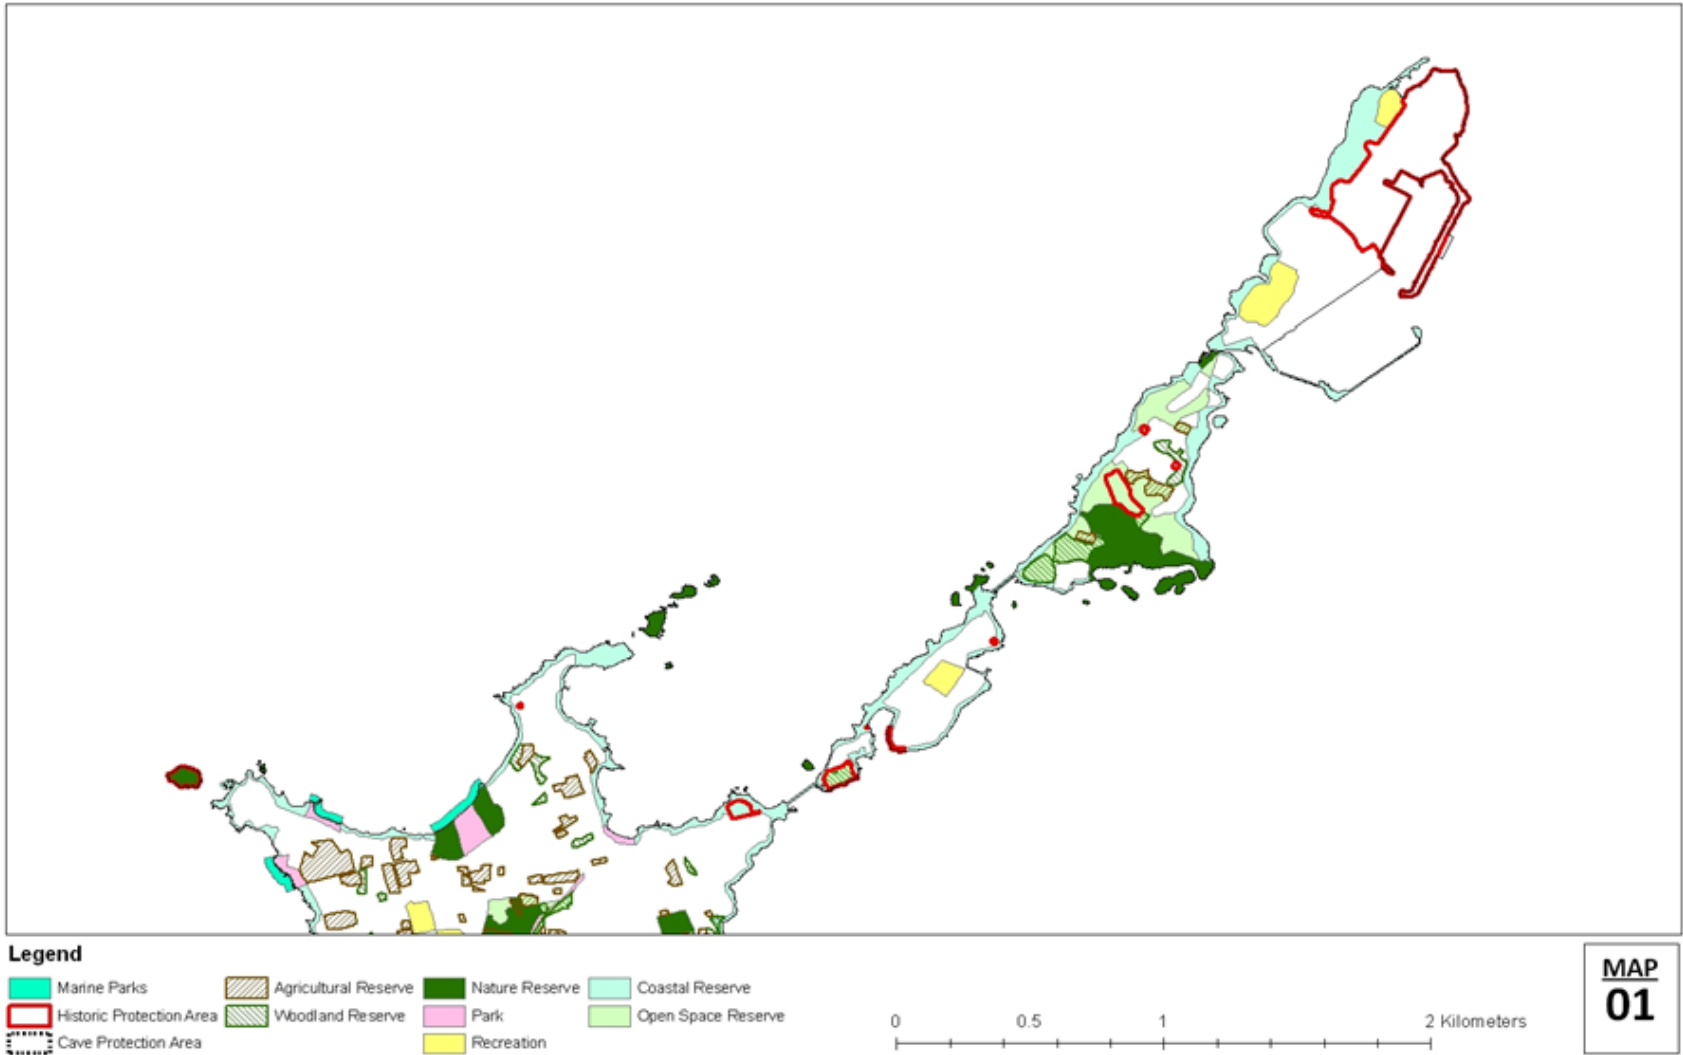 Legend
Marine Parks
Agricultural Reserve
Nature Reserve
Coastal Reserve
Historic Protection Area
Woodland Reserve
Park
Open Space Reserve
Cave Protection Area
Recreation
0 0.5 1 2 Kilometers
MAP
01